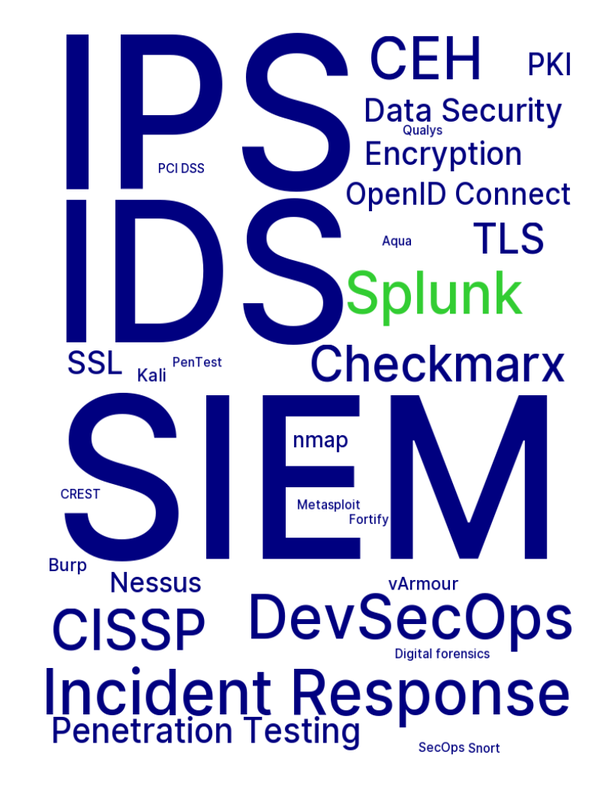 IPS
CEH
PKI
Data Security
Qualys
Encryption
PCI DSS
OpenID Connect
IDS
Aqua
TLS
Splunk
SSL
Kali
PenTest
Checkmarx
SIEM
nmap
CREST
Metasploit
Fortify
Burp
Nessus
vArmour
CISSP
DevSecOps
Digital forensics
Incident Response
Penetration Testing
SecOps
Snort